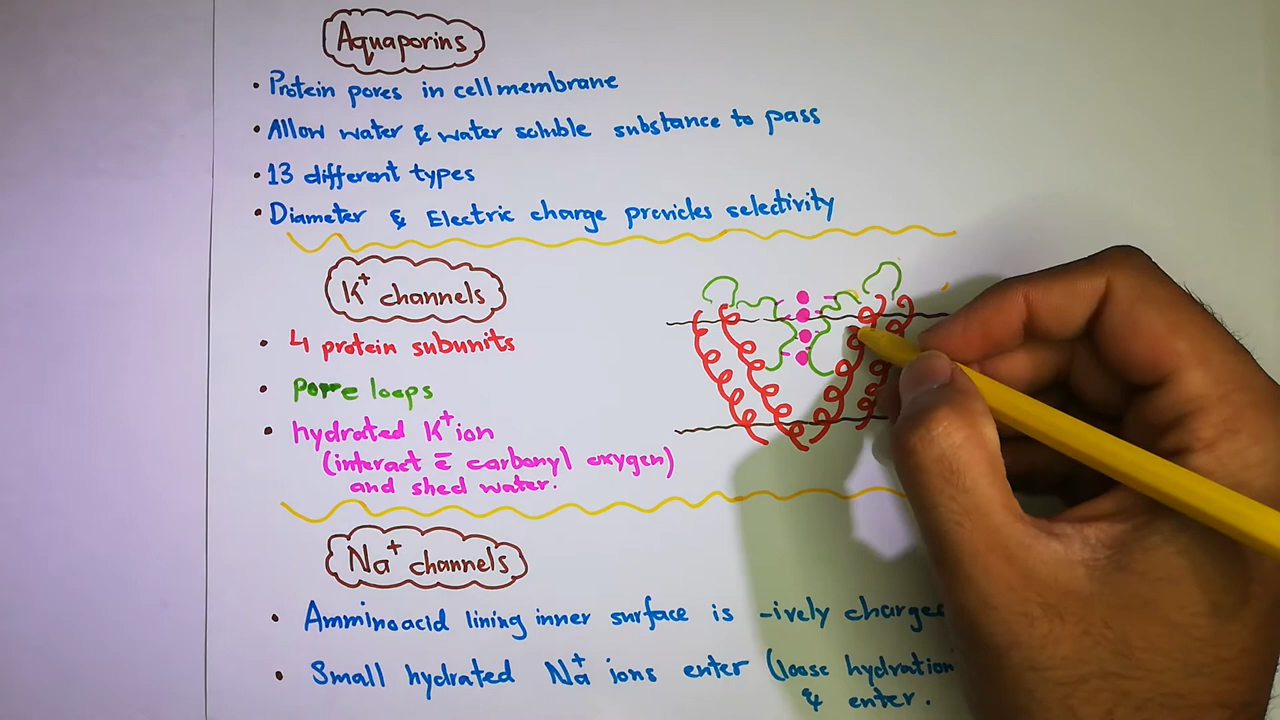 Aquaporins
• Protein pores in cell membrane
• Allow water & water soluble substance to pass
• 13 different types
• Diameter & Electric charge provides selectivity
K+ channels
• 4 protein subunits
• Pore loops
• hydrated K+ ion
(interact c̄ carbonyl oxygen)
and shed water.
Na+ channels
• Amminoacid lining inner surface is -ively charges
• Small hydrated Na+ ions enter (loose hydration
& enter.